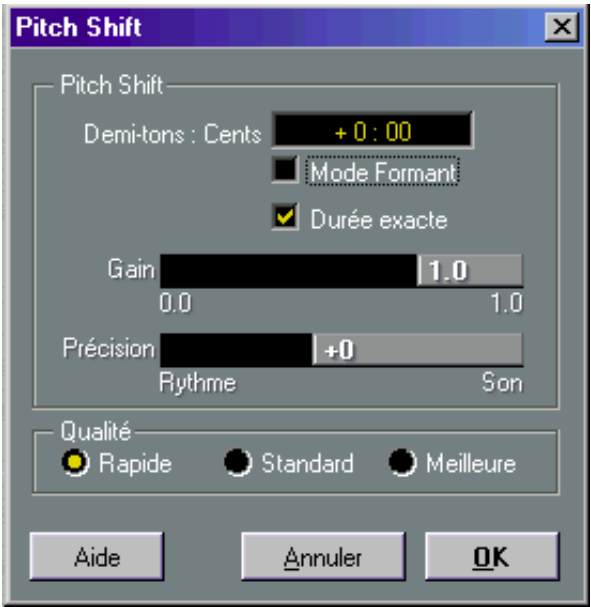 Pitch Shift
Pitch Shift
Demi-tons : Cents + 0 : 00
Mode Formant
Durée exacte
Gain 1.0
0.0 1.0
Précision +0
Rythme Son
Qualité
Rapide Standard Meilleure
Aide Annuler OK